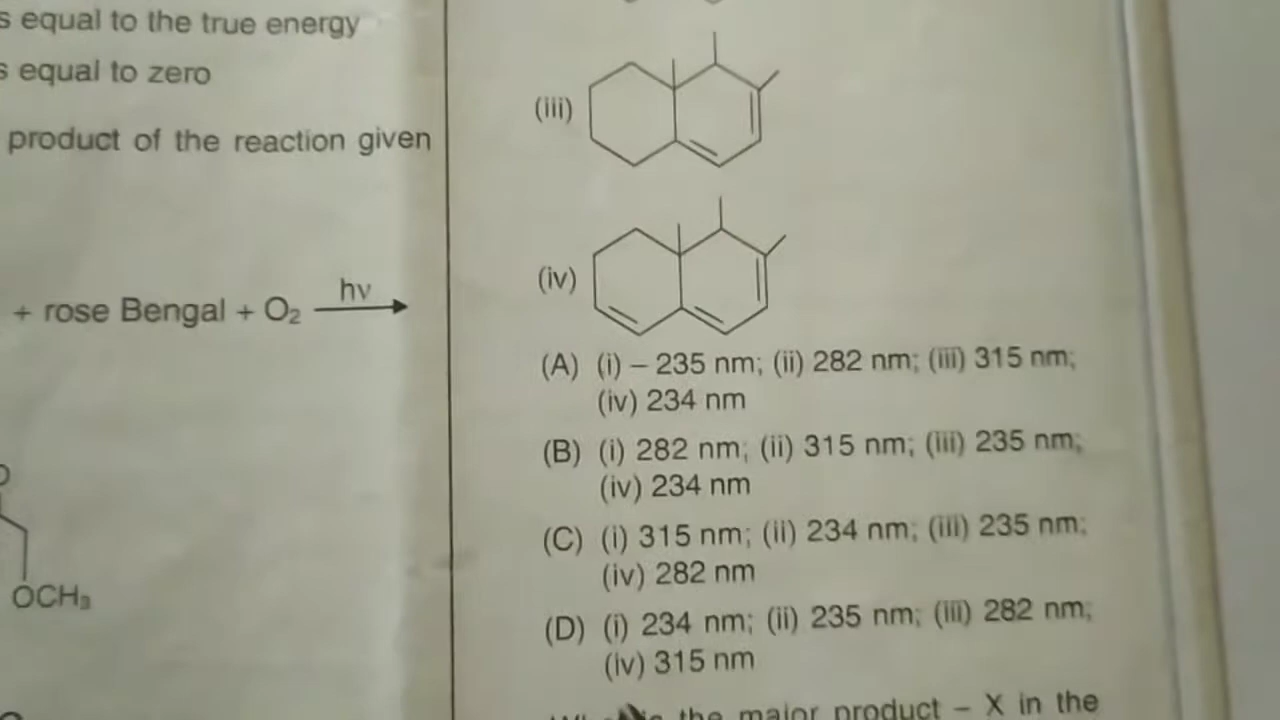 s equal to the true energy
s equal to zero
product of the reaction given
+ rose Bengal + O₂ hν
OCH₃
(iii)
(iv)
(A) (i) – 235 nm; (ii) 282 nm; (iii) 315 nm;
(iv) 234 nm
(B) (i) 282 nm; (ii) 315 nm; (iii) 235 nm;
(iv) 234 nm
(C) (i) 315 nm; (ii) 234 nm; (iii) 235 nm;
(iv) 282 nm
(D) (i) 234 nm; (ii) 235 nm; (iii) 282 nm;
(iv) 315 nm
the major product – X in the